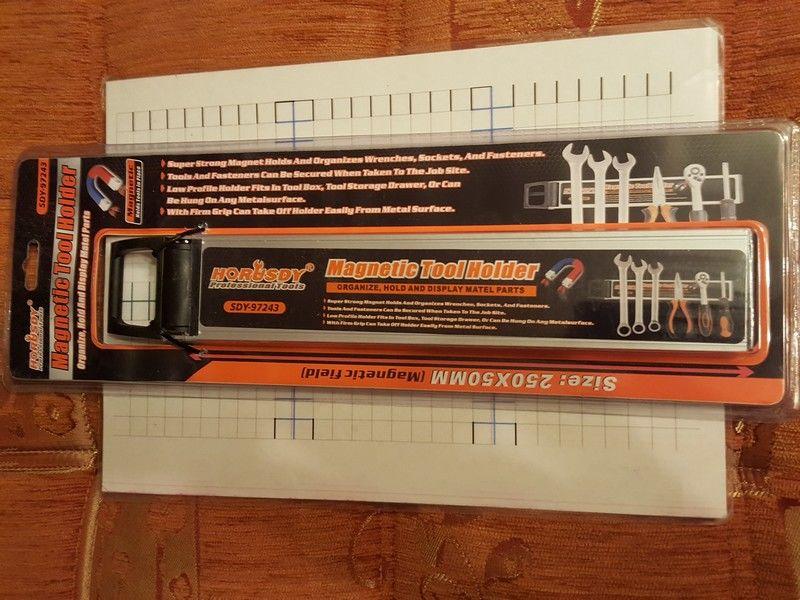 SDY-97243
Magnetic Tool Holder
Organize, Hold And Display Matel Parts
HORUSDY®
Super Strong Magnet Holds And Organizes Wrenches, Sockets, And Fasteners.
Tools And Fasteners Can Be Secured When Taken To The Job Site.
Low Profile Holder Fits In Tool Box, Tool Storage Drawer, Or Can
Be Hung On Any Metalsurface.
With Firm Grip Can Take Off Holder Easily From Metal Surface.
HORUSDY®
Professional Tools
SDY-97243
Magnetic Tool Holder
ORGANIZE, HOLD AND DISPLAY MATEL PARTS
Super Strong Magnet Holds And Organizes Wrenches, Sockets, And Fasteners.
Tools And Fasteners Can Be Secured When Taken To The Job Site.
Low Profile Holder Fits In Tool Box, Tool Storage Drawer, Or Can Be Hung On Any Metalsurface.
With Firm Grip Can Take Off Holder Easily From Metal Surface.
Size: 250X50MM (Magnetic field)